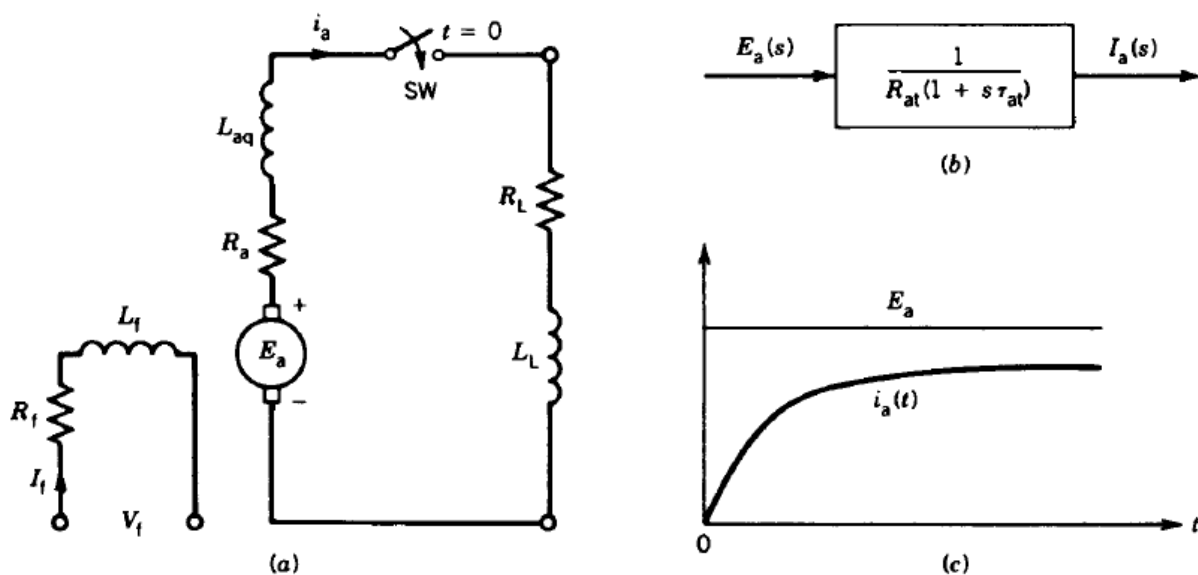 i_a
t = 0
SW
L_aq
R_a
R_L
+
E_a
−
L_L
L_f
R_f
I_f
V_f
(a)
E_a(s)
1
R_at(1 + sτ_at)
I_a(s)
(b)
E_a
i_a(t)
0
t
(c)